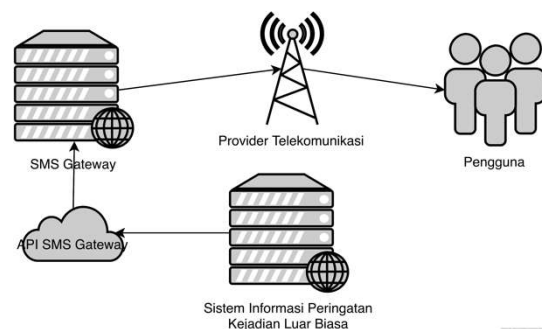 Provider Telekomunikasi
SMS Gateway
Pengguna
API SMS Gateway
Sistem Informasi Peringatan
Kejadian Luar Biasa